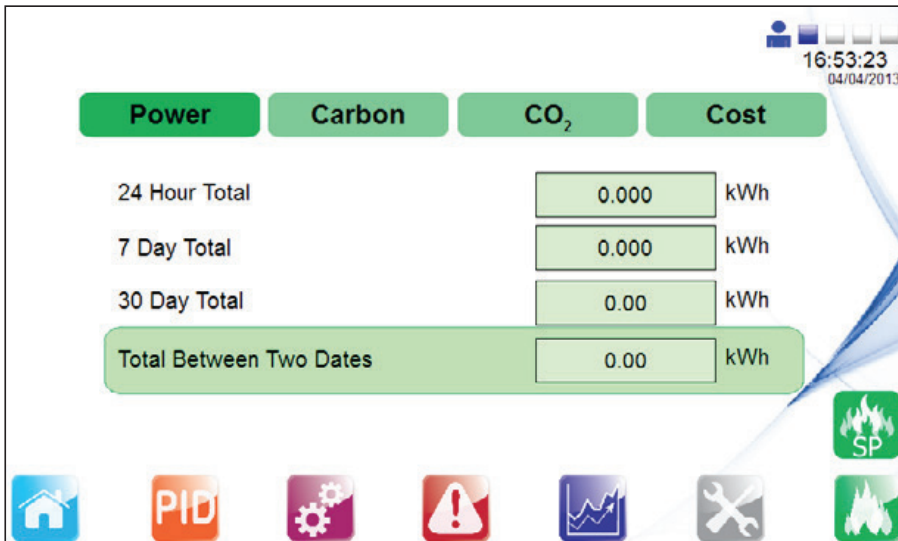 16:53:23
04/04/2013
Power Carbon CO₂ Cost
24 Hour Total 0.000 kWh
7 Day Total 0.000 kWh
30 Day Total 0.00 kWh
Total Between Two Dates 0.00 kWh
SP
PID